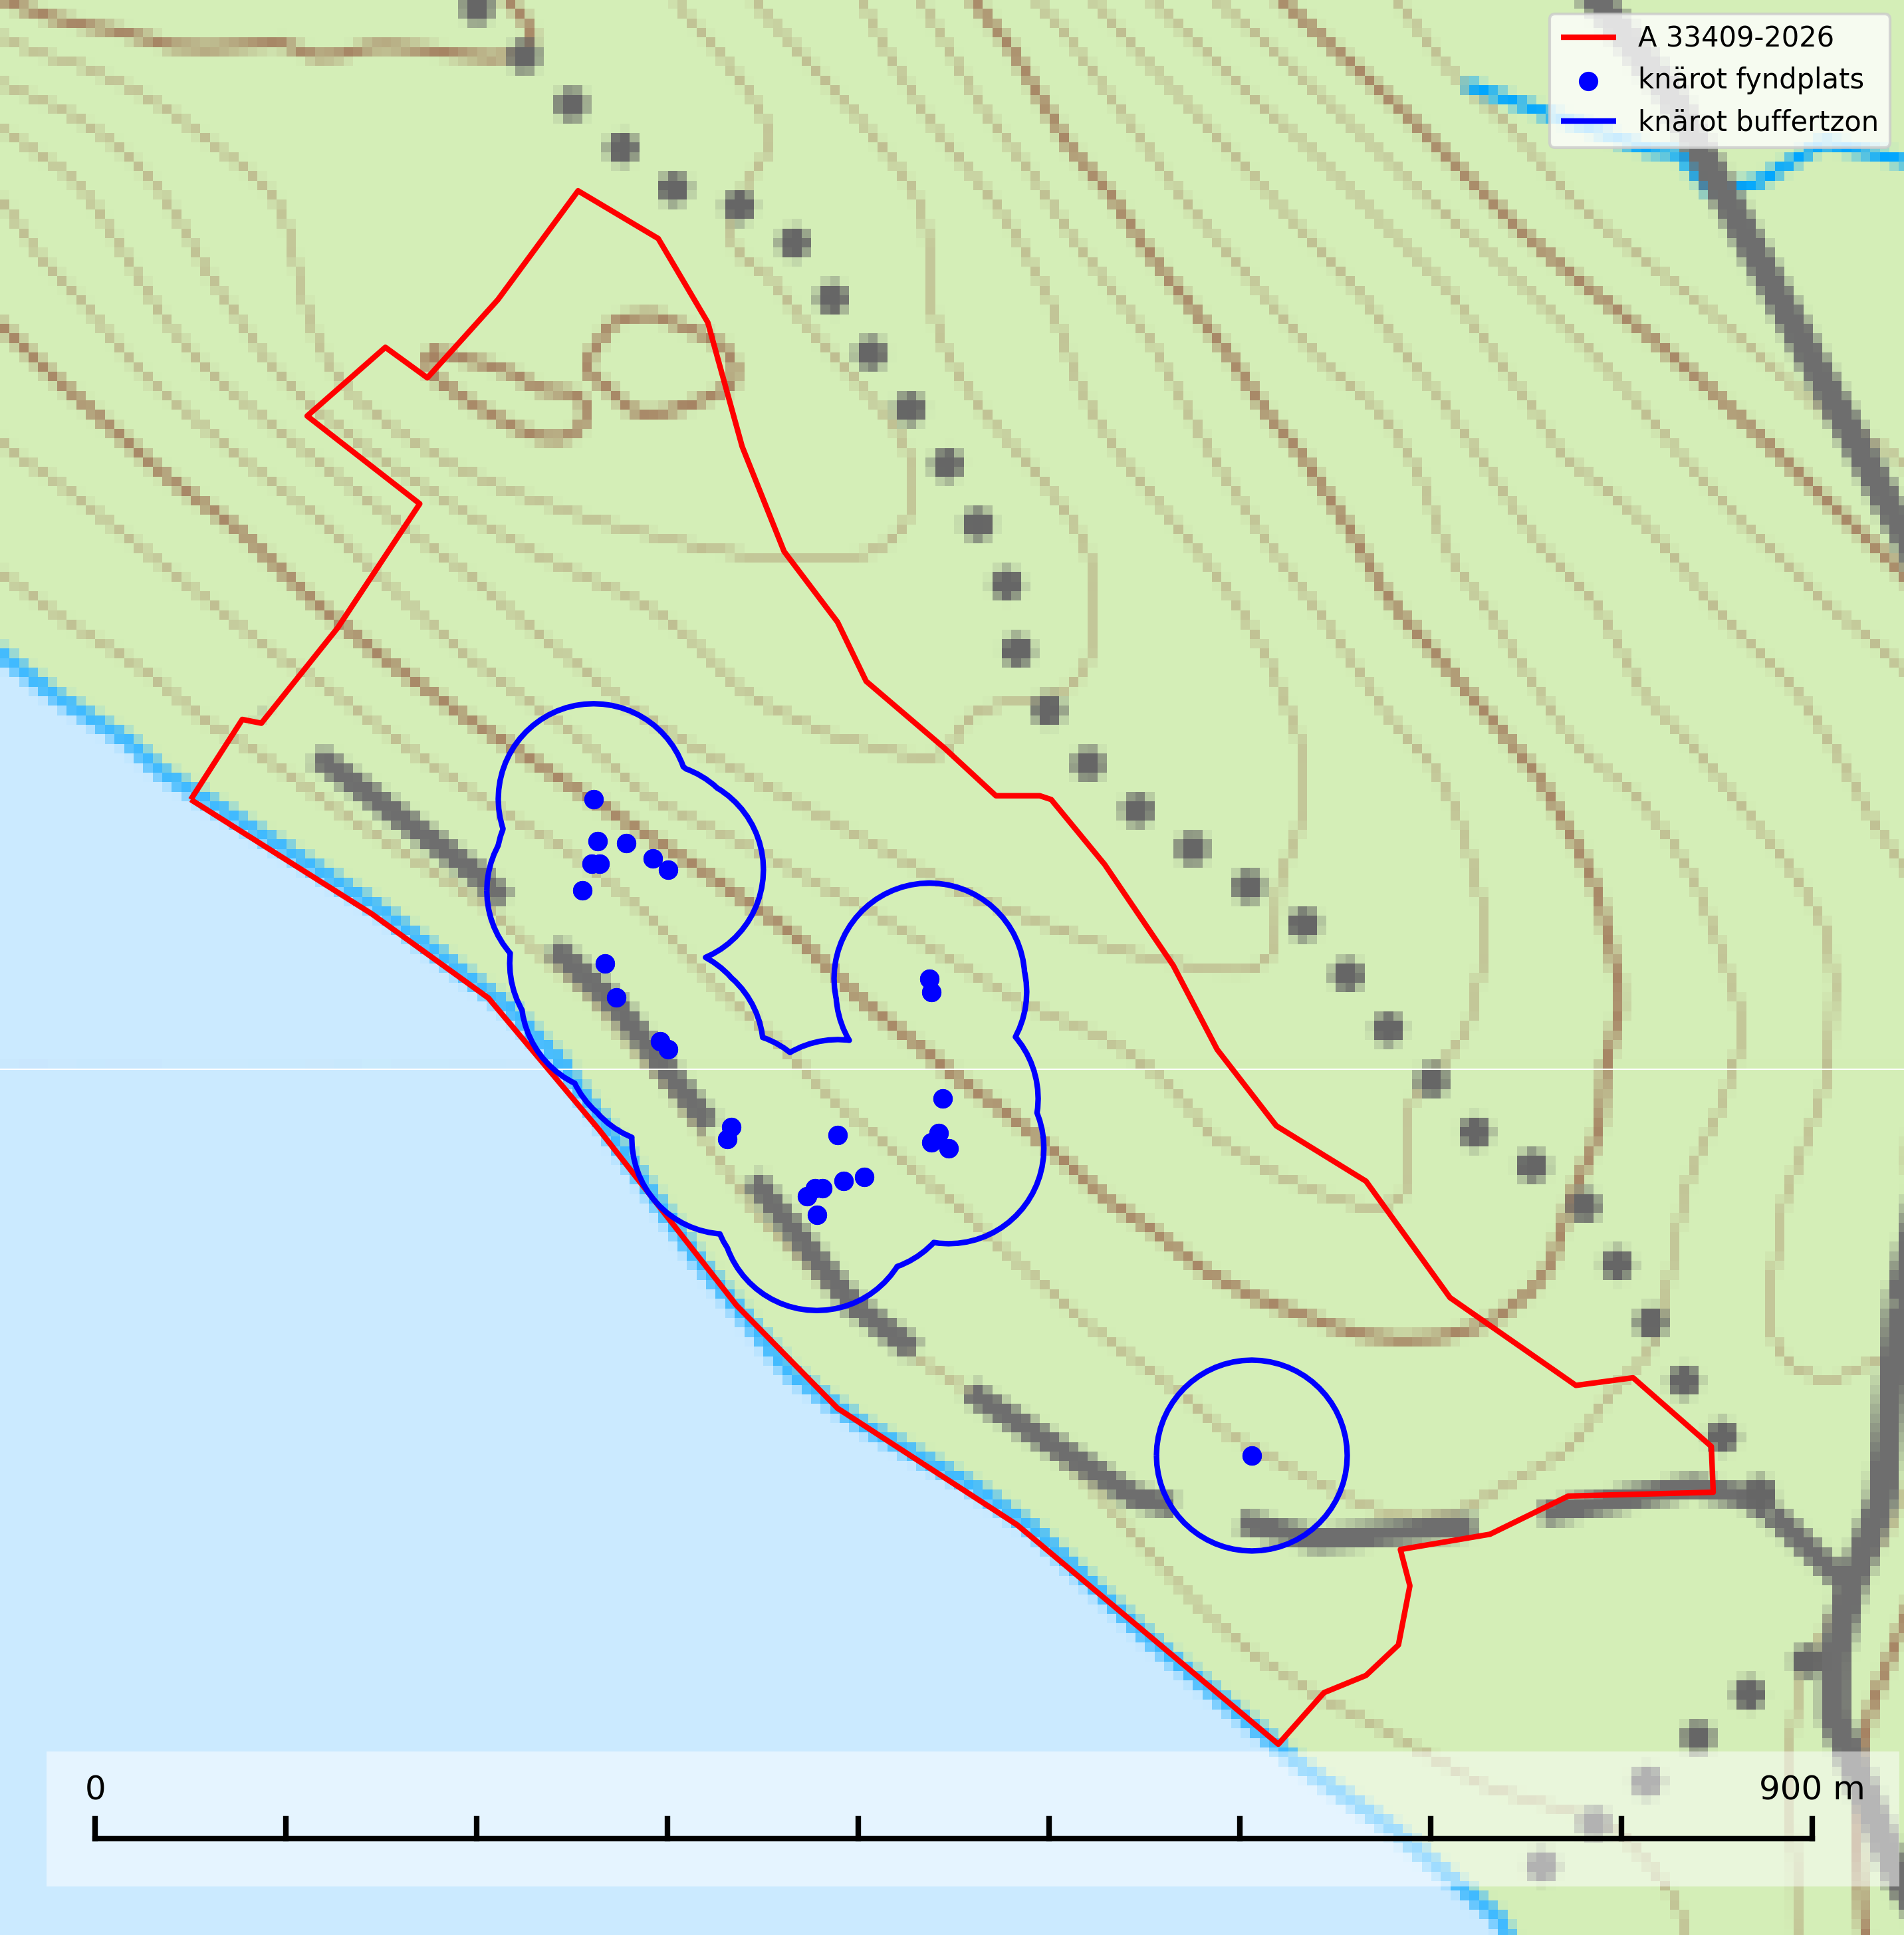 A 33409-2026
knärot fyndplats
knärot buffertzon
0
900 m